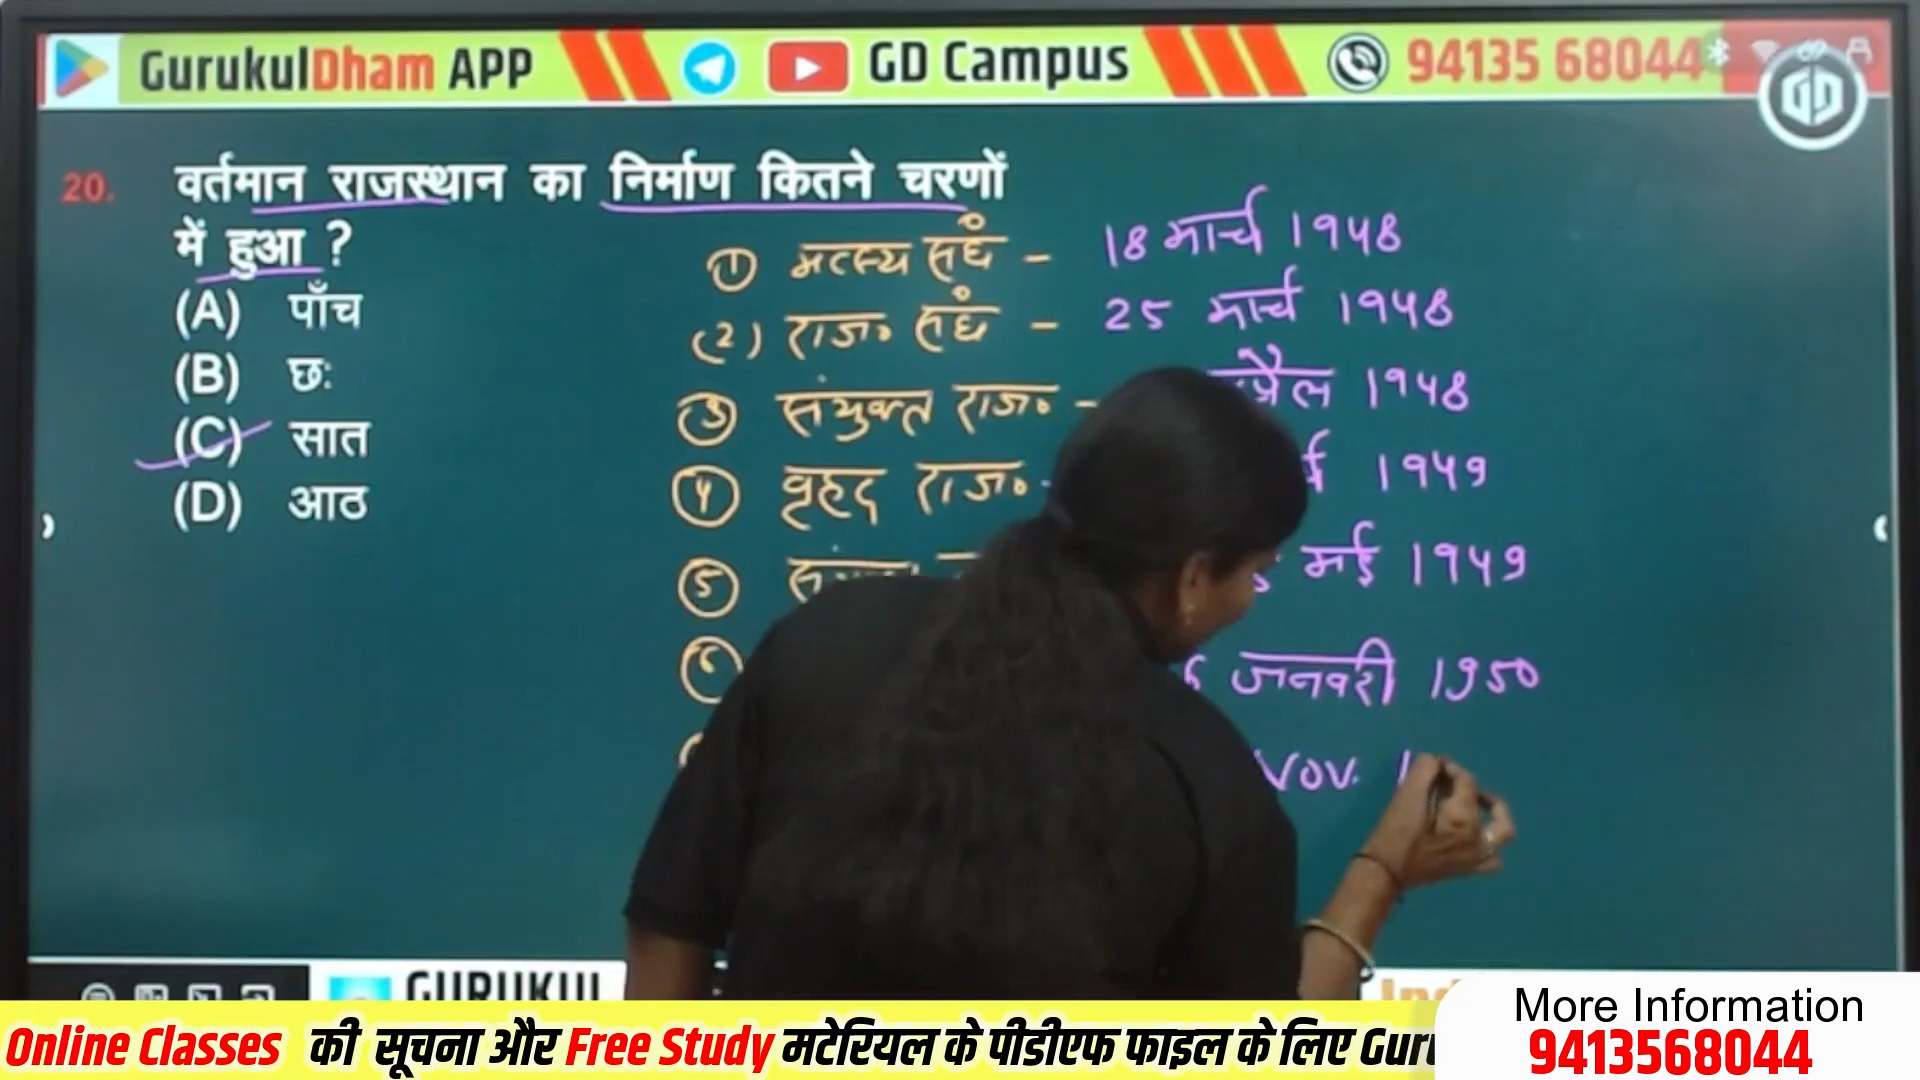 GurukulDham APP GD Campus 94135 68044
20. वर्तमान राजस्थान का निर्माण कितने चरणों
में हुआ ?
(A) पाँच
(B) छः
(C) सात
(D) आठ
① मत्स्य संघ - 18 मार्च 1948
(2) राज० संघ - 25 मार्च 1948
③ संयुक्त राज० - 1948
④ वृहद राज० 1949
⑤ मई 1949
⑥ जनवरी 1950
Nov.
GURUKUL
Online Classes की सूचना और Free Study मटेरियल के पीडीएफ फाइल के लिए
More Information
9413568044